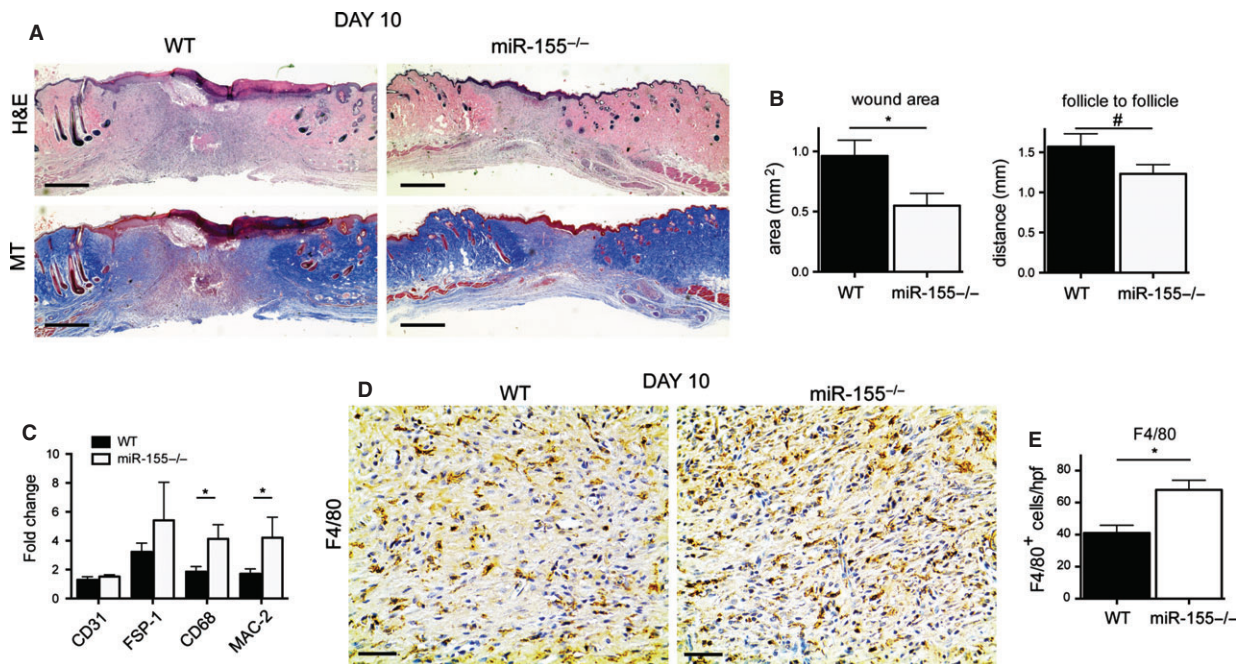 DAY 10
A
WT
miR-155–/–
H&E
MT
B
wound area
*
area (mm2)
1.0
0.5
0.0
WT
miR-155–/–
follicle to follicle
#
distance (mm)
1.5
1.0
0.5
0.0
WT
miR-155–/–
C
WT
miR-155–/–
Fold change
10
8
6
4
2
0
*
*
CD31
FSP-1
CD68
MAC-2
D
DAY 10
WT
miR-155–/–
F4/80
E
F4/80
*
F4/80+ cells/hpf
80
60
40
20
0
WT
miR-155–/–